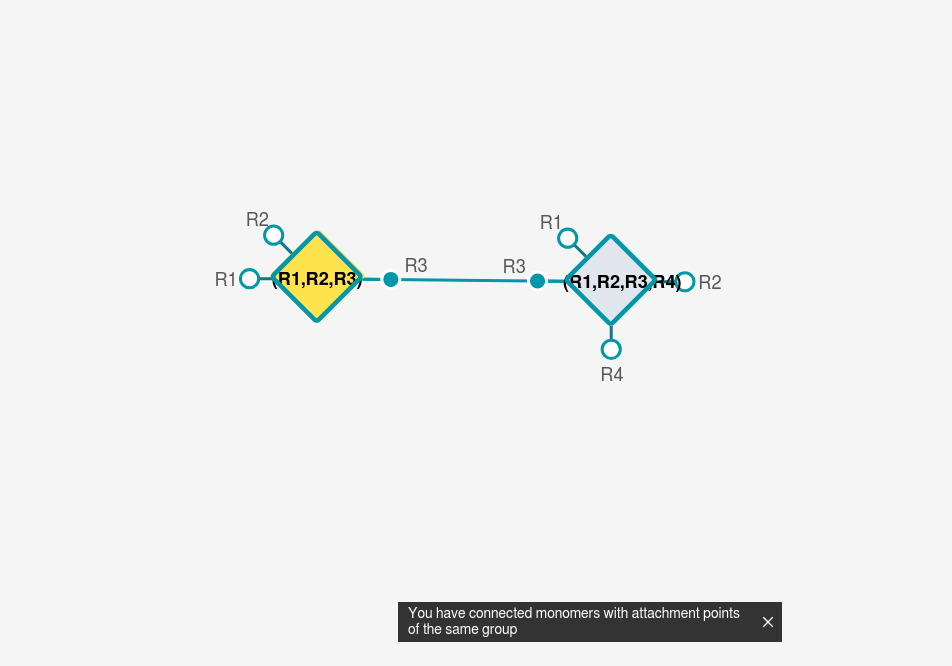 R2
R1
(R1,R2,R3)
R3
R3
R1
(R1,R2,R3,R4)
R2
R4
You have connected monomers with attachment points
of the same group